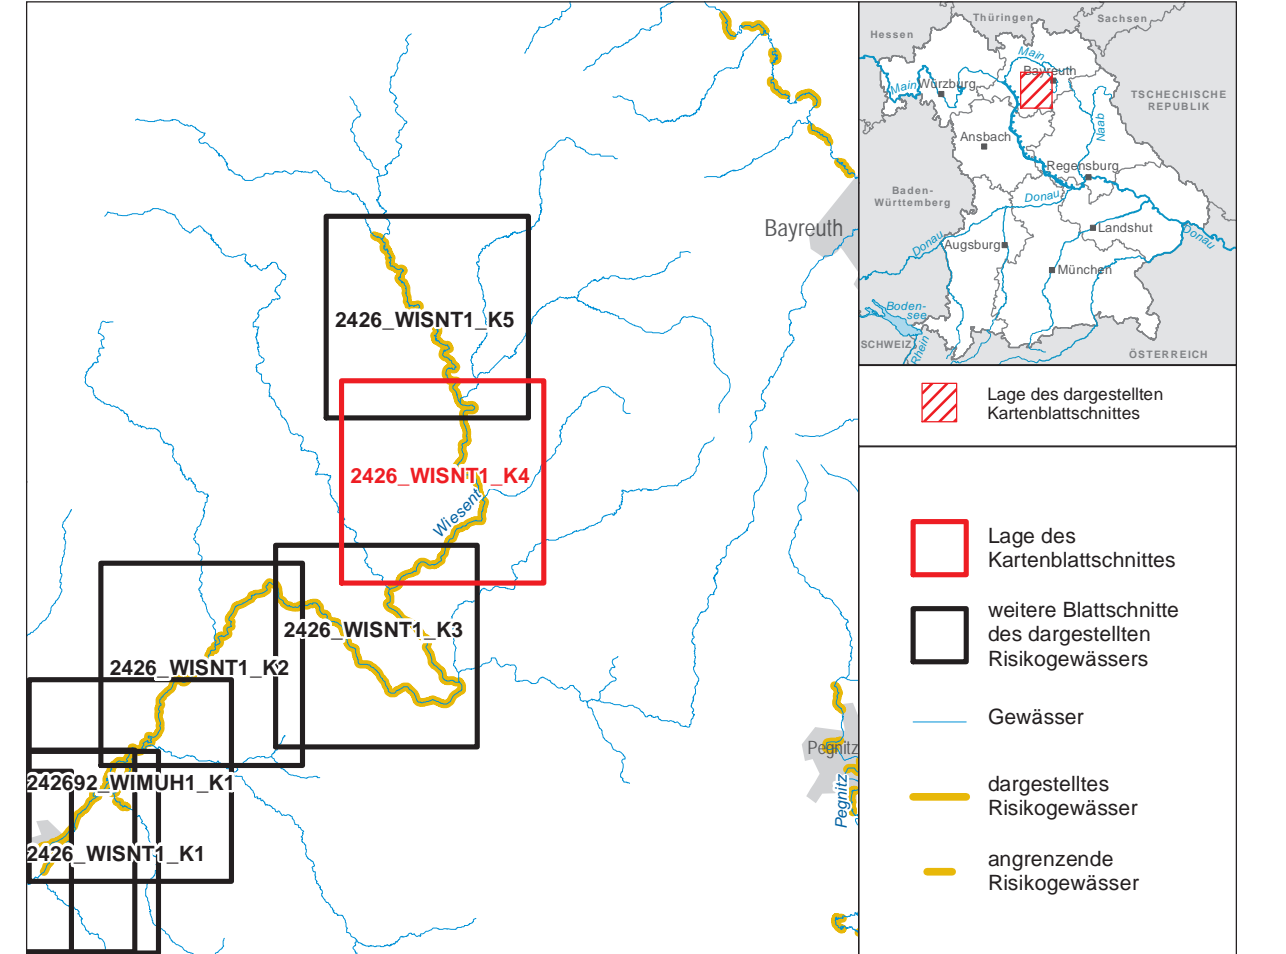 Bayreuth
2426_WISNT1_K5
2426_WISNT1_K4
Wiesent
2426_WISNT1_K3
2426_WISNT1_K2
242692_WIMUH1_K1
2426_WISNT1_K1
Pegnitz
Pegnitz
Thüringen
Sachsen
Hessen
Main
Bayreuth
Main
Würzburg
TSCHECHISCHE
REPUBLIK
Ansbach
Naab
Regensburg
Baden-
Württemberg
Donau
Landshut
Donau
Augsburg
Donau
München
Boden-
see
SCHWEIZ
Rhein
ÖSTERREICH
Lage des dargestellten
Kartenblattschnittes
Lage des
Kartenblattschnittes
weitere Blattschnitte
des dargestellten
Risikogewässers
Gewässer
dargestelltes
Risikogewässer
angrenzende
Risikogewässer